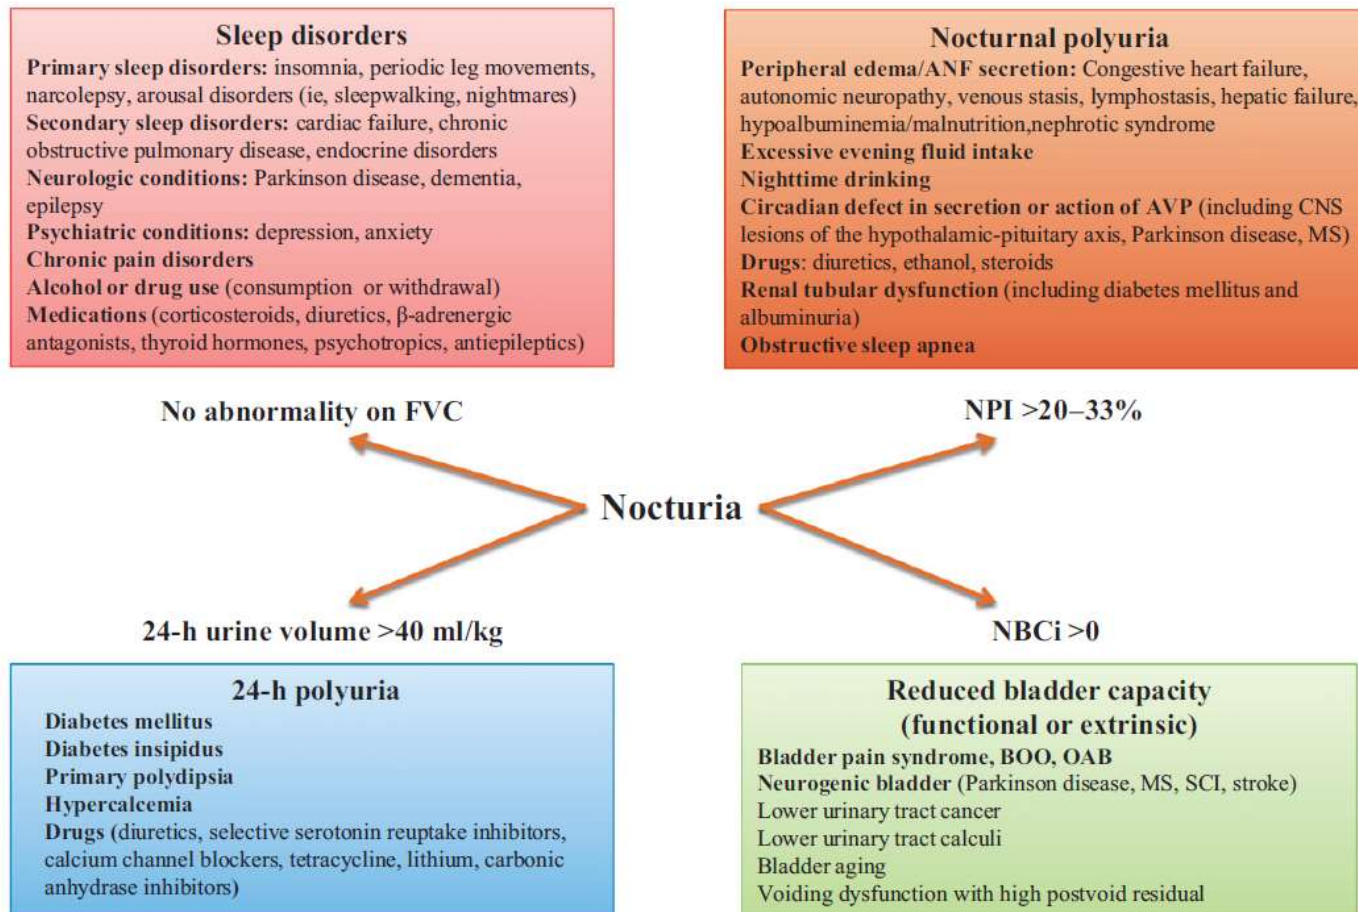 Sleep disorders
Primary sleep disorders: insomnia, periodic leg movements,
narcolepsy, arousal disorders (ie, sleepwalking, nightmares)
Secondary sleep disorders: cardiac failure, chronic
obstructive pulmonary disease, endocrine disorders
Neurologic conditions: Parkinson disease, dementia,
epilepsy
Psychiatric conditions: depression, anxiety
Chronic pain disorders
Alcohol or drug use (consumption or withdrawal)
Medications (corticosteroids, diuretics, β-adrenergic
antagonists, thyroid hormones, psychotropics, antiepileptics)
Nocturnal polyuria
Peripheral edema/ANF secretion: Congestive heart failure,
autonomic neuropathy, venous stasis, lymphostasis, hepatic failure,
hypoalbuminemia/malnutrition,nephrotic syndrome
Excessive evening fluid intake
Nighttime drinking
Circadian defect in secretion or action of AVP (including CNS
lesions of the hypothalamic-pituitary axis, Parkinson disease, MS)
Drugs: diuretics, ethanol, steroids
Renal tubular dysfunction (including diabetes mellitus and
albuminuria)
Obstructive sleep apnea
No abnormality on FVC
NPI >20–33%
Nocturia
24-h urine volume >40 ml/kg
NBCi >0
24-h polyuria
Diabetes mellitus
Diabetes insipidus
Primary polydipsia
Hypercalcemia
Drugs (diuretics, selective serotonin reuptake inhibitors,
calcium channel blockers, tetracycline, lithium, carbonic
anhydrase inhibitors)
Reduced bladder capacity
(functional or extrinsic)
Bladder pain syndrome, BOO, OAB
Neurogenic bladder (Parkinson disease, MS, SCI, stroke)
Lower urinary tract cancer
Lower urinary tract calculi
Bladder aging
Voiding dysfunction with high postvoid residual